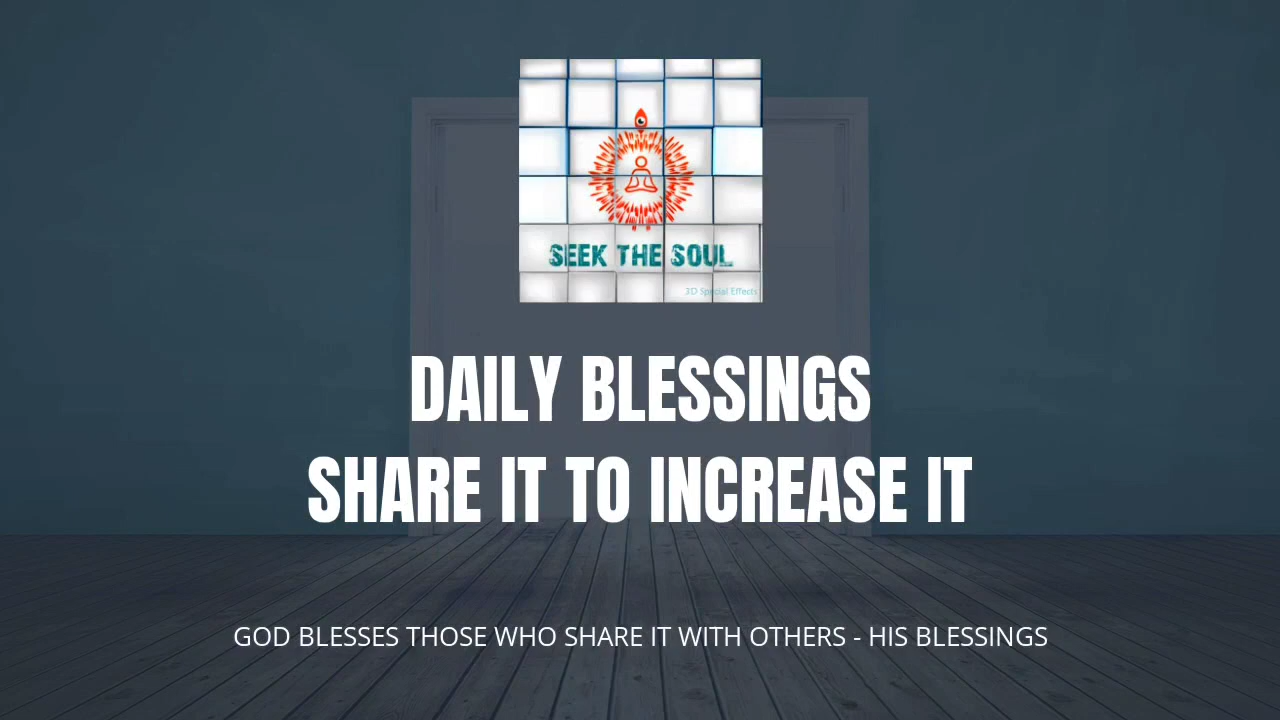 SEEK THE SOUL
3D Special Effects
DAILY BLESSINGS
SHARE IT TO INCREASE IT
GOD BLESSES THOSE WHO SHARE IT WITH OTHERS - HIS BLESSINGS